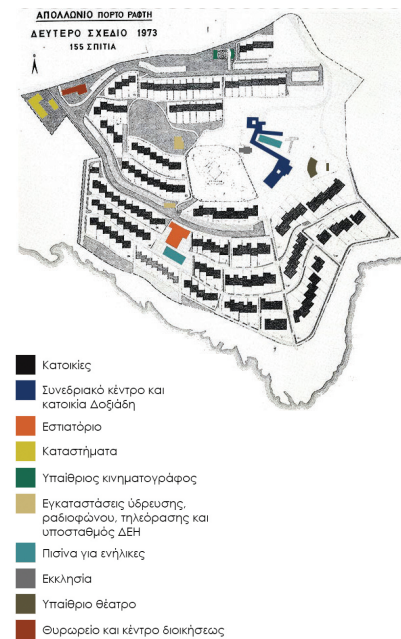 ΑΠΟΛΛΩΝΙΟ ΠΟΡΤΟ ΡΑΦΤΗ
ΔΕΥΤΕΡΟ ΣΧΕΔΙΟ 1973
155 ΣΠΙΤΙΑ
Κατοικίες
Συνεδριακό κέντρο και
κατοικία Δοξιάδη
Εστιατόριο
Καταστήματα
Υπαίθριος κινηματογράφος
Εγκαταστάσεις ύδρευσης,
ραδιοφώνου, τηλεόρασης και
υποσταθμός ΔΕΗ
Πισίνα για ενήλικες
Εκκλησία
Υπαίθριο θέατρο
Θυρωρείο και κέντρο διοικήσεως